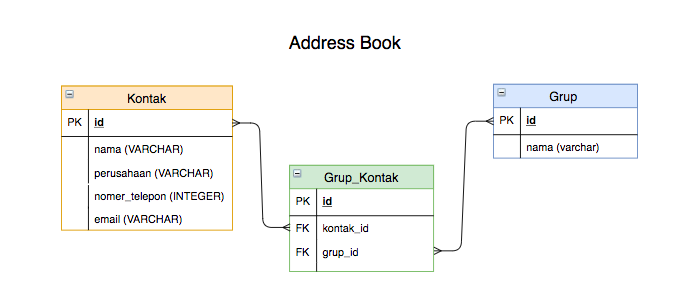 Address Book
Kontak
PK id
nama (VARCHAR)
perusahaan (VARCHAR)
nomer_telepon (INTEGER)
email (VARCHAR)
Grup_Kontak
PK id
FK kontak_id
FK grup_id
Grup
PK id
nama (varchar)